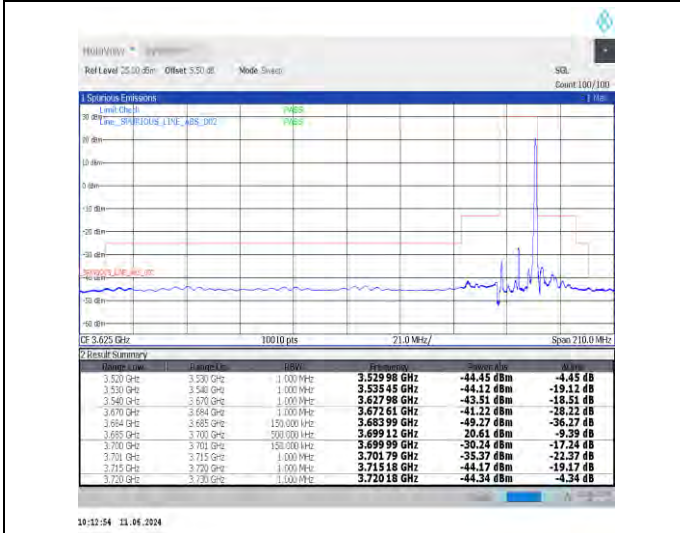 MultiView
Ref Level 25.00 dBm Offset 5.50 dB Mode Sweep SGL
Count 100/100
1 Spurious Emissions
Limit Check PASS
Line _SPURIOUS_LINE_ABS_002 PASS
30 dBm
20 dBm
10 dBm
0 dBm
-10 dBm
-20 dBm
-30 dBm
-50 dBm
-60 dBm
CF 3.625 GHz 10010 pts 21.0 MHz/ Span 210.0 MHz
2 Result Summary
Range Low Range Up RBW Frequency Power Abs
3.520 GHz 3.530 GHz 1.000 MHz 3.529 98 GHz -44.45 dBm -4.45 dB
3.530 GHz 3.540 GHz 1.000 MHz 3.535 45 GHz -44.12 dBm -19.12 dB
3.540 GHz 3.670 GHz 1.000 MHz 3.627 98 GHz -43.51 dBm -18.51 dB
3.670 GHz 3.684 GHz 1.000 MHz 3.672 61 GHz -41.22 dBm -28.22 dB
3.684 GHz 3.685 GHz 150.000 kHz 3.683 99 GHz -49.27 dBm -36.27 dB
3.685 GHz 3.700 GHz 500.000 kHz 3.699 12 GHz 20.61 dBm -9.39 dB
3.700 GHz 3.701 GHz 150.000 kHz 3.699 99 GHz -30.24 dBm -17.24 dB
3.701 GHz 3.715 GHz 1.000 MHz 3.701 79 GHz -35.37 dBm -22.37 dB
3.715 GHz 3.720 GHz 1.000 MHz 3.715 18 GHz -44.17 dBm -19.17 dB
3.720 GHz 3.730 GHz 1.000 MHz 3.720 18 GHz -44.34 dBm -4.34 dB
10:12:54 11.06.2024